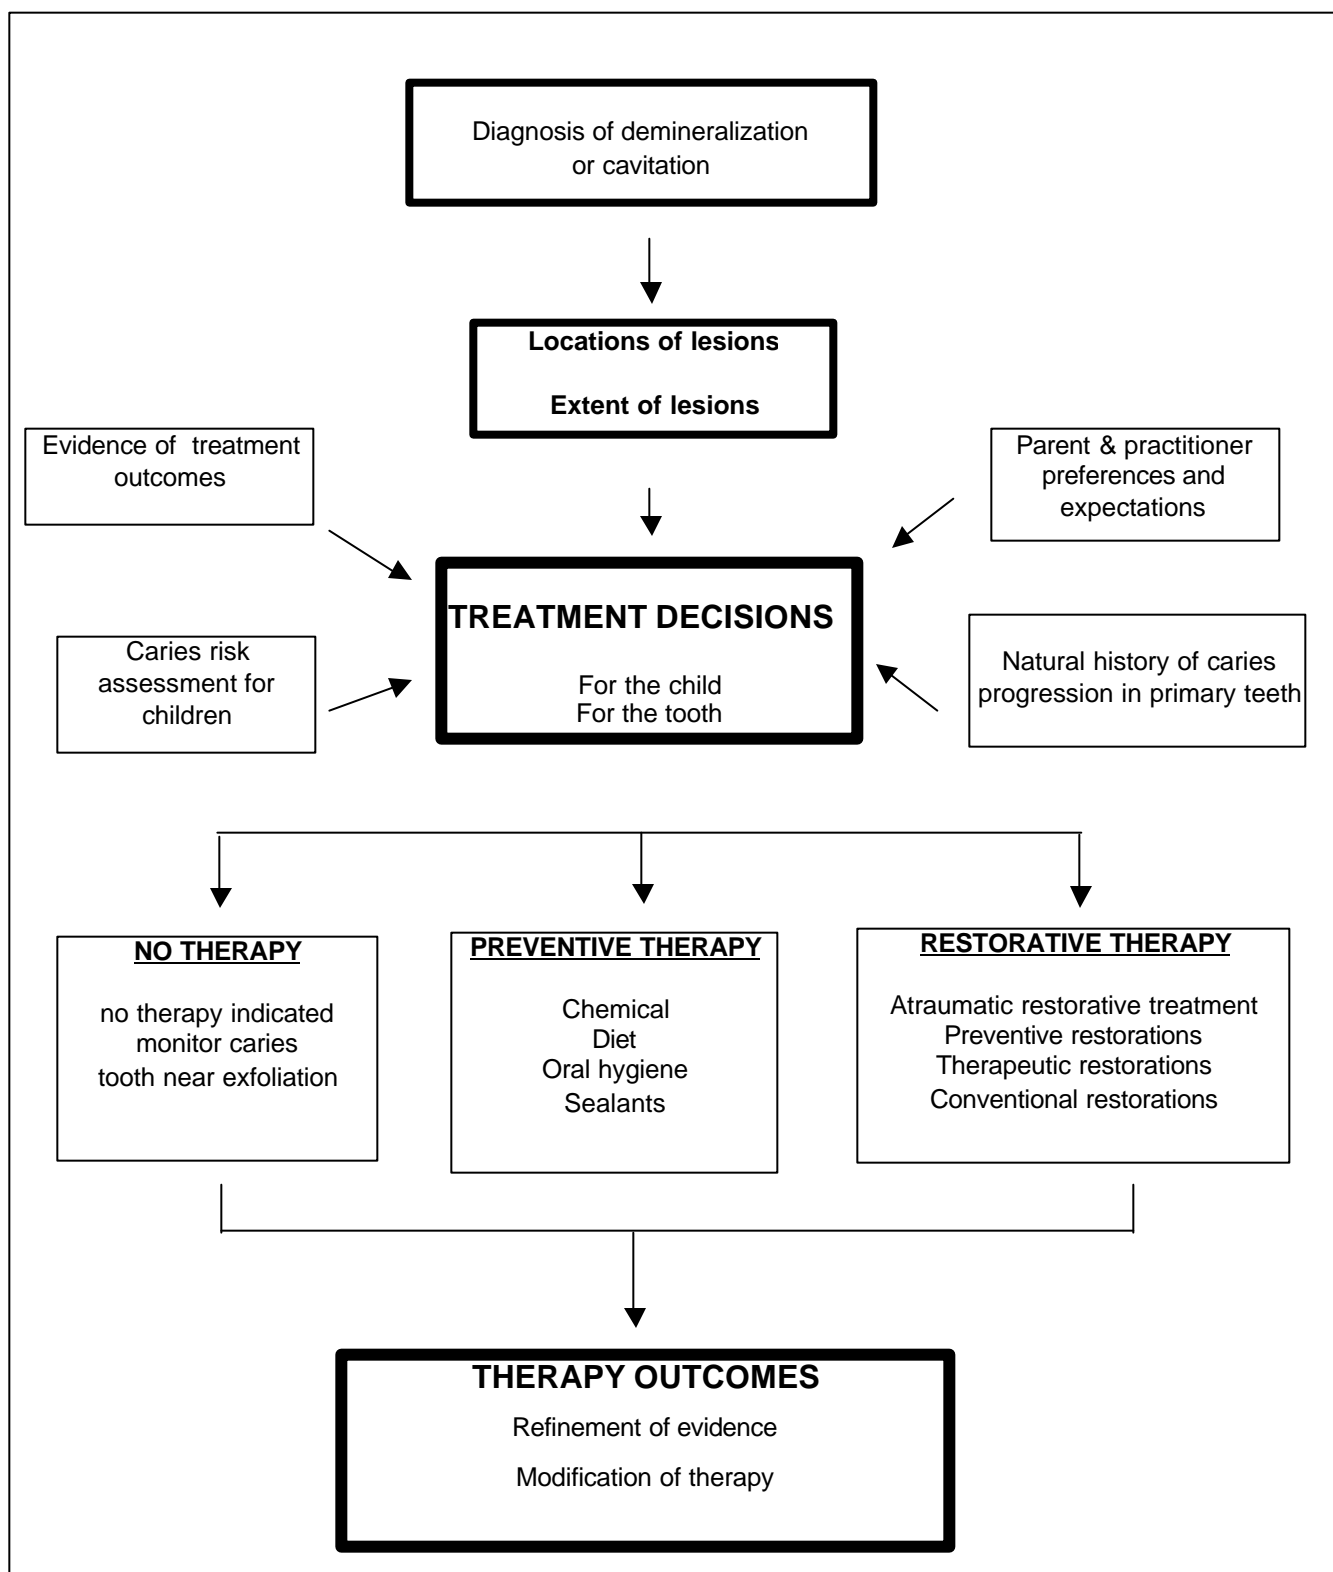 Diagnosis of demineralization
or cavitation
Locations of lesions
Extent of lesions
Evidence of treatment
outcomes
Parent & practitioner
preferences and
expectations
TREATMENT DECISIONS
For the child
For the tooth
Caries risk
assessment for
children
Natural history of caries
progression in primary teeth
NO THERAPY
no therapy indicated
monitor caries
tooth near exfoliation
PREVENTIVE THERAPY
Chemical
Diet
Oral hygiene
Sealants
RESTORATIVE THERAPY
Atraumatic restorative treatment
Preventive restorations
Therapeutic restorations
Conventional restorations
THERAPY OUTCOMES
Refinement of evidence
Modification of therapy